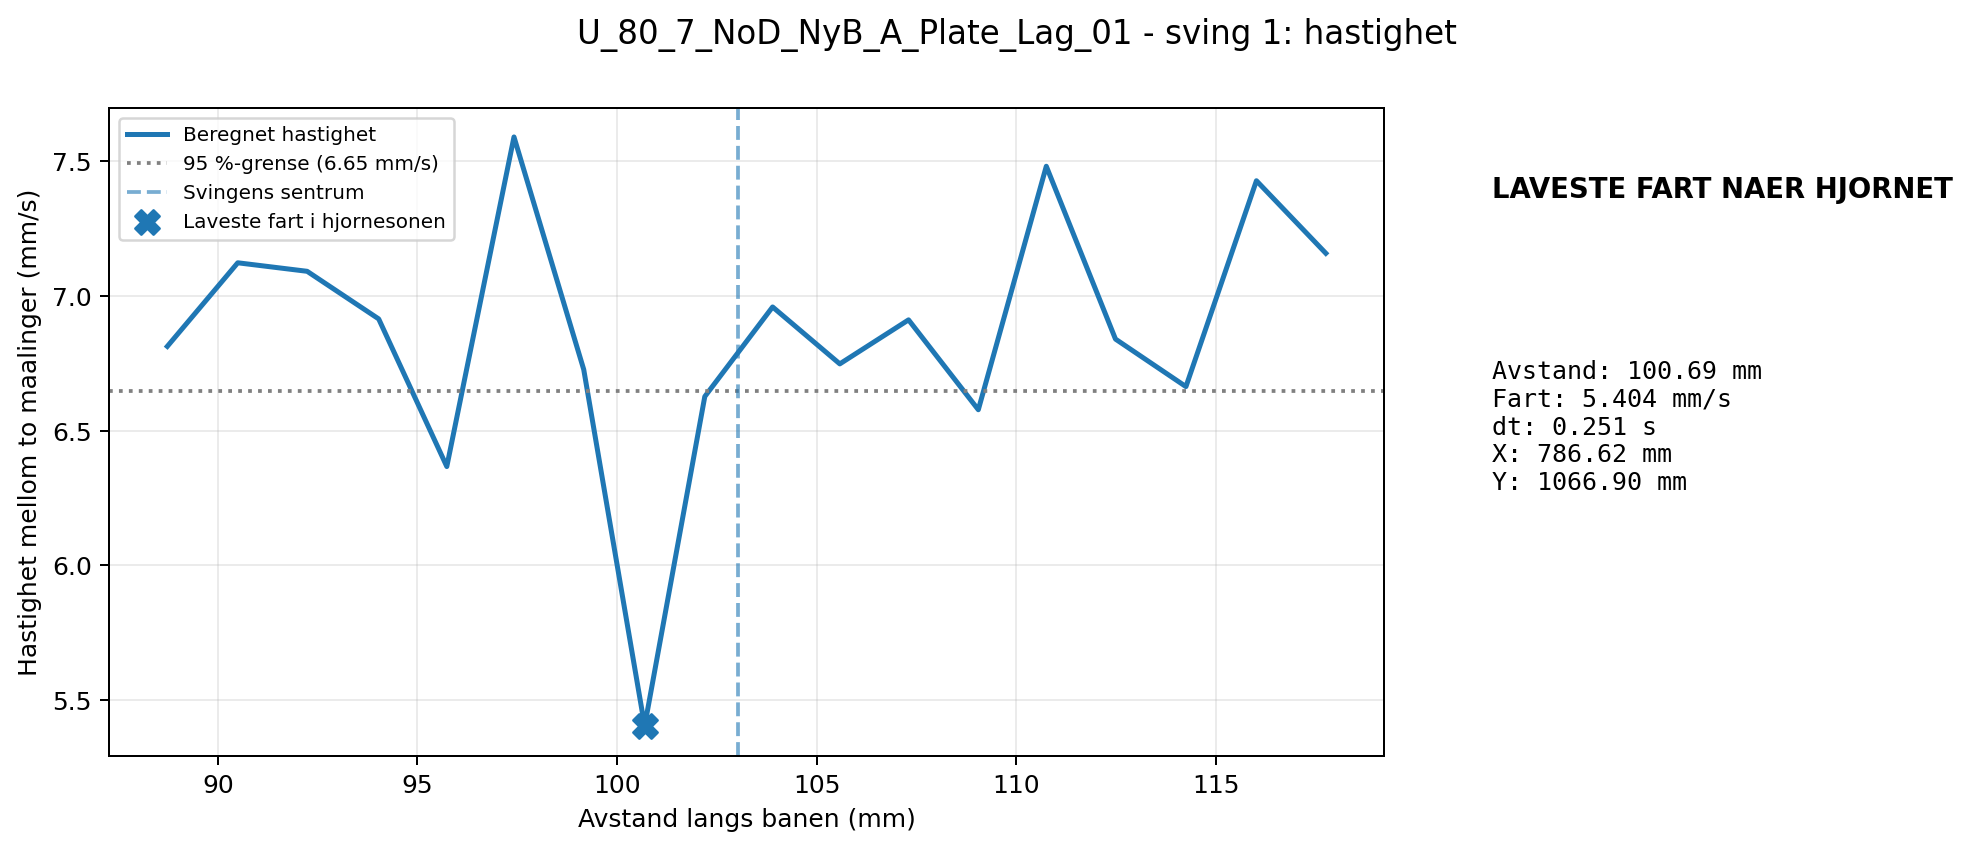 U_80_7_NoD_NyB_A_Plate_Lag_01 - sving 1: hastighet
Beregnet hastighet
95 %-grense (6.65 mm/s)
Svingens sentrum
Laveste fart i hjornesonen
Hastighet mellom to maalinger (mm/s)
7.5
7.0
6.5
6.0
5.5
90
95
100
105
110
115
Avstand langs banen (mm)
LAVESTE FART NAER HJORNET
Avstand: 100.69 mm
Fart: 5.404 mm/s
dt: 0.251 s
X: 786.62 mm
Y: 1066.90 mm